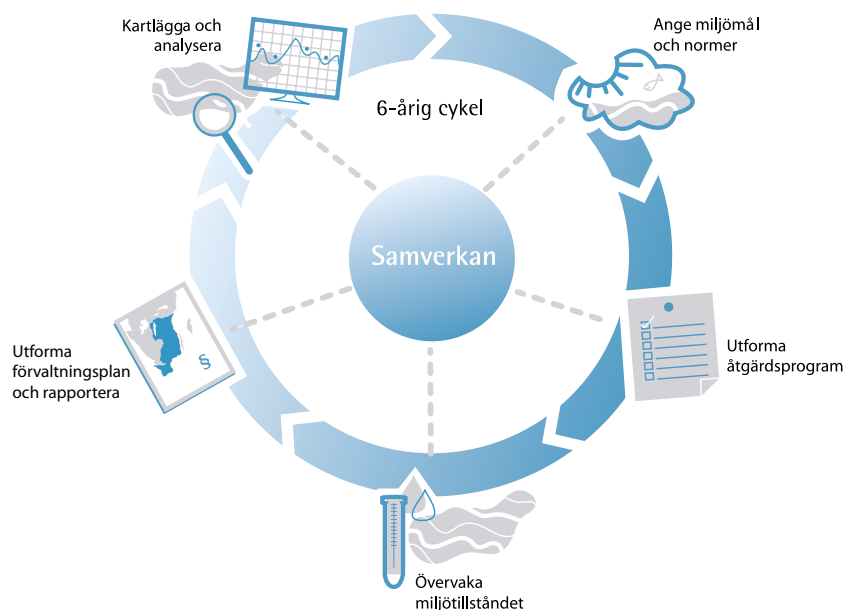 Kartlägga och
analysera
Ange miljömål
och normer
6-årig cykel
Samverkan
Utforma
förvaltningsplan
och rapportera
§
Utforma
åtgärdsprogram
Övervaka
miljötillståndet